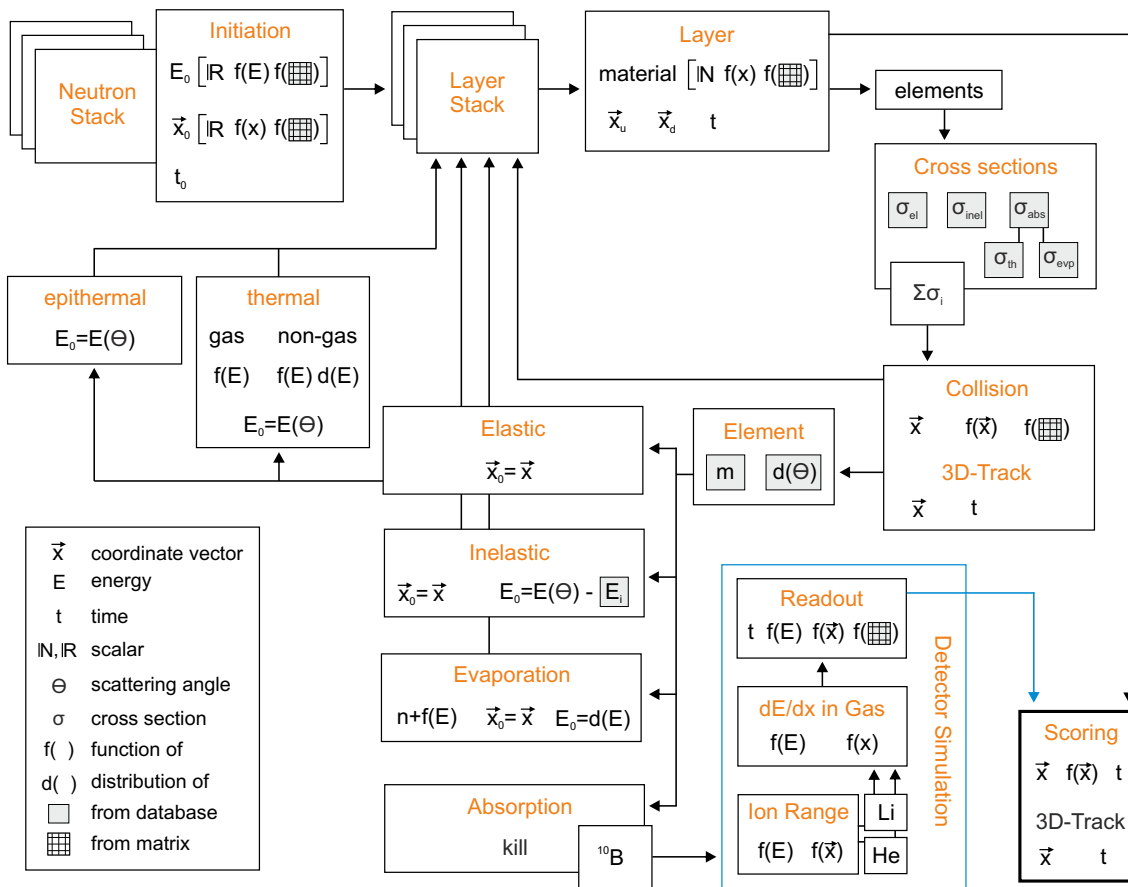 Neutron
Stack
Initiation
E₀ [ℝ f(E) f(▦)]
x⃗₀ [ℝ f(x) f(▦)]
t₀
Layer
Stack
Layer
material [ℕ f(x) f(▦)]
x⃗ᵤ x⃗_d t
elements
Cross sections
σ_el σ_inel σ_abs
σ_th σ_evp
Σσᵢ
epithermal
E₀=E(Θ)
thermal
gas non-gas
f(E) f(E) d(E)
E₀=E(Θ)
Collision
x⃗ f(x⃗) f(▦)
3D-Track
x⃗ t
Element
m d(Θ)
Elastic
x⃗₀= x⃗
Inelastic
x⃗₀= x⃗ E₀=E(Θ) - Eᵢ
Evaporation
n+f(E) x⃗₀= x⃗ E₀=d(E)
Absorption
kill
¹⁰B
Detector Simulation
Readout
t f(E) f(x⃗) f(▦)
dE/dx in Gas
f(E) f(x)
Ion Range
f(E) f(x⃗)
Li
He
Scoring
x⃗ f(x⃗) t
3D-Track
x⃗ t
x⃗ coordinate vector
E energy
t time
ℕ,ℝ scalar
Θ scattering angle
σ cross section
f( ) function of
d( ) distribution of
from database
from matrix